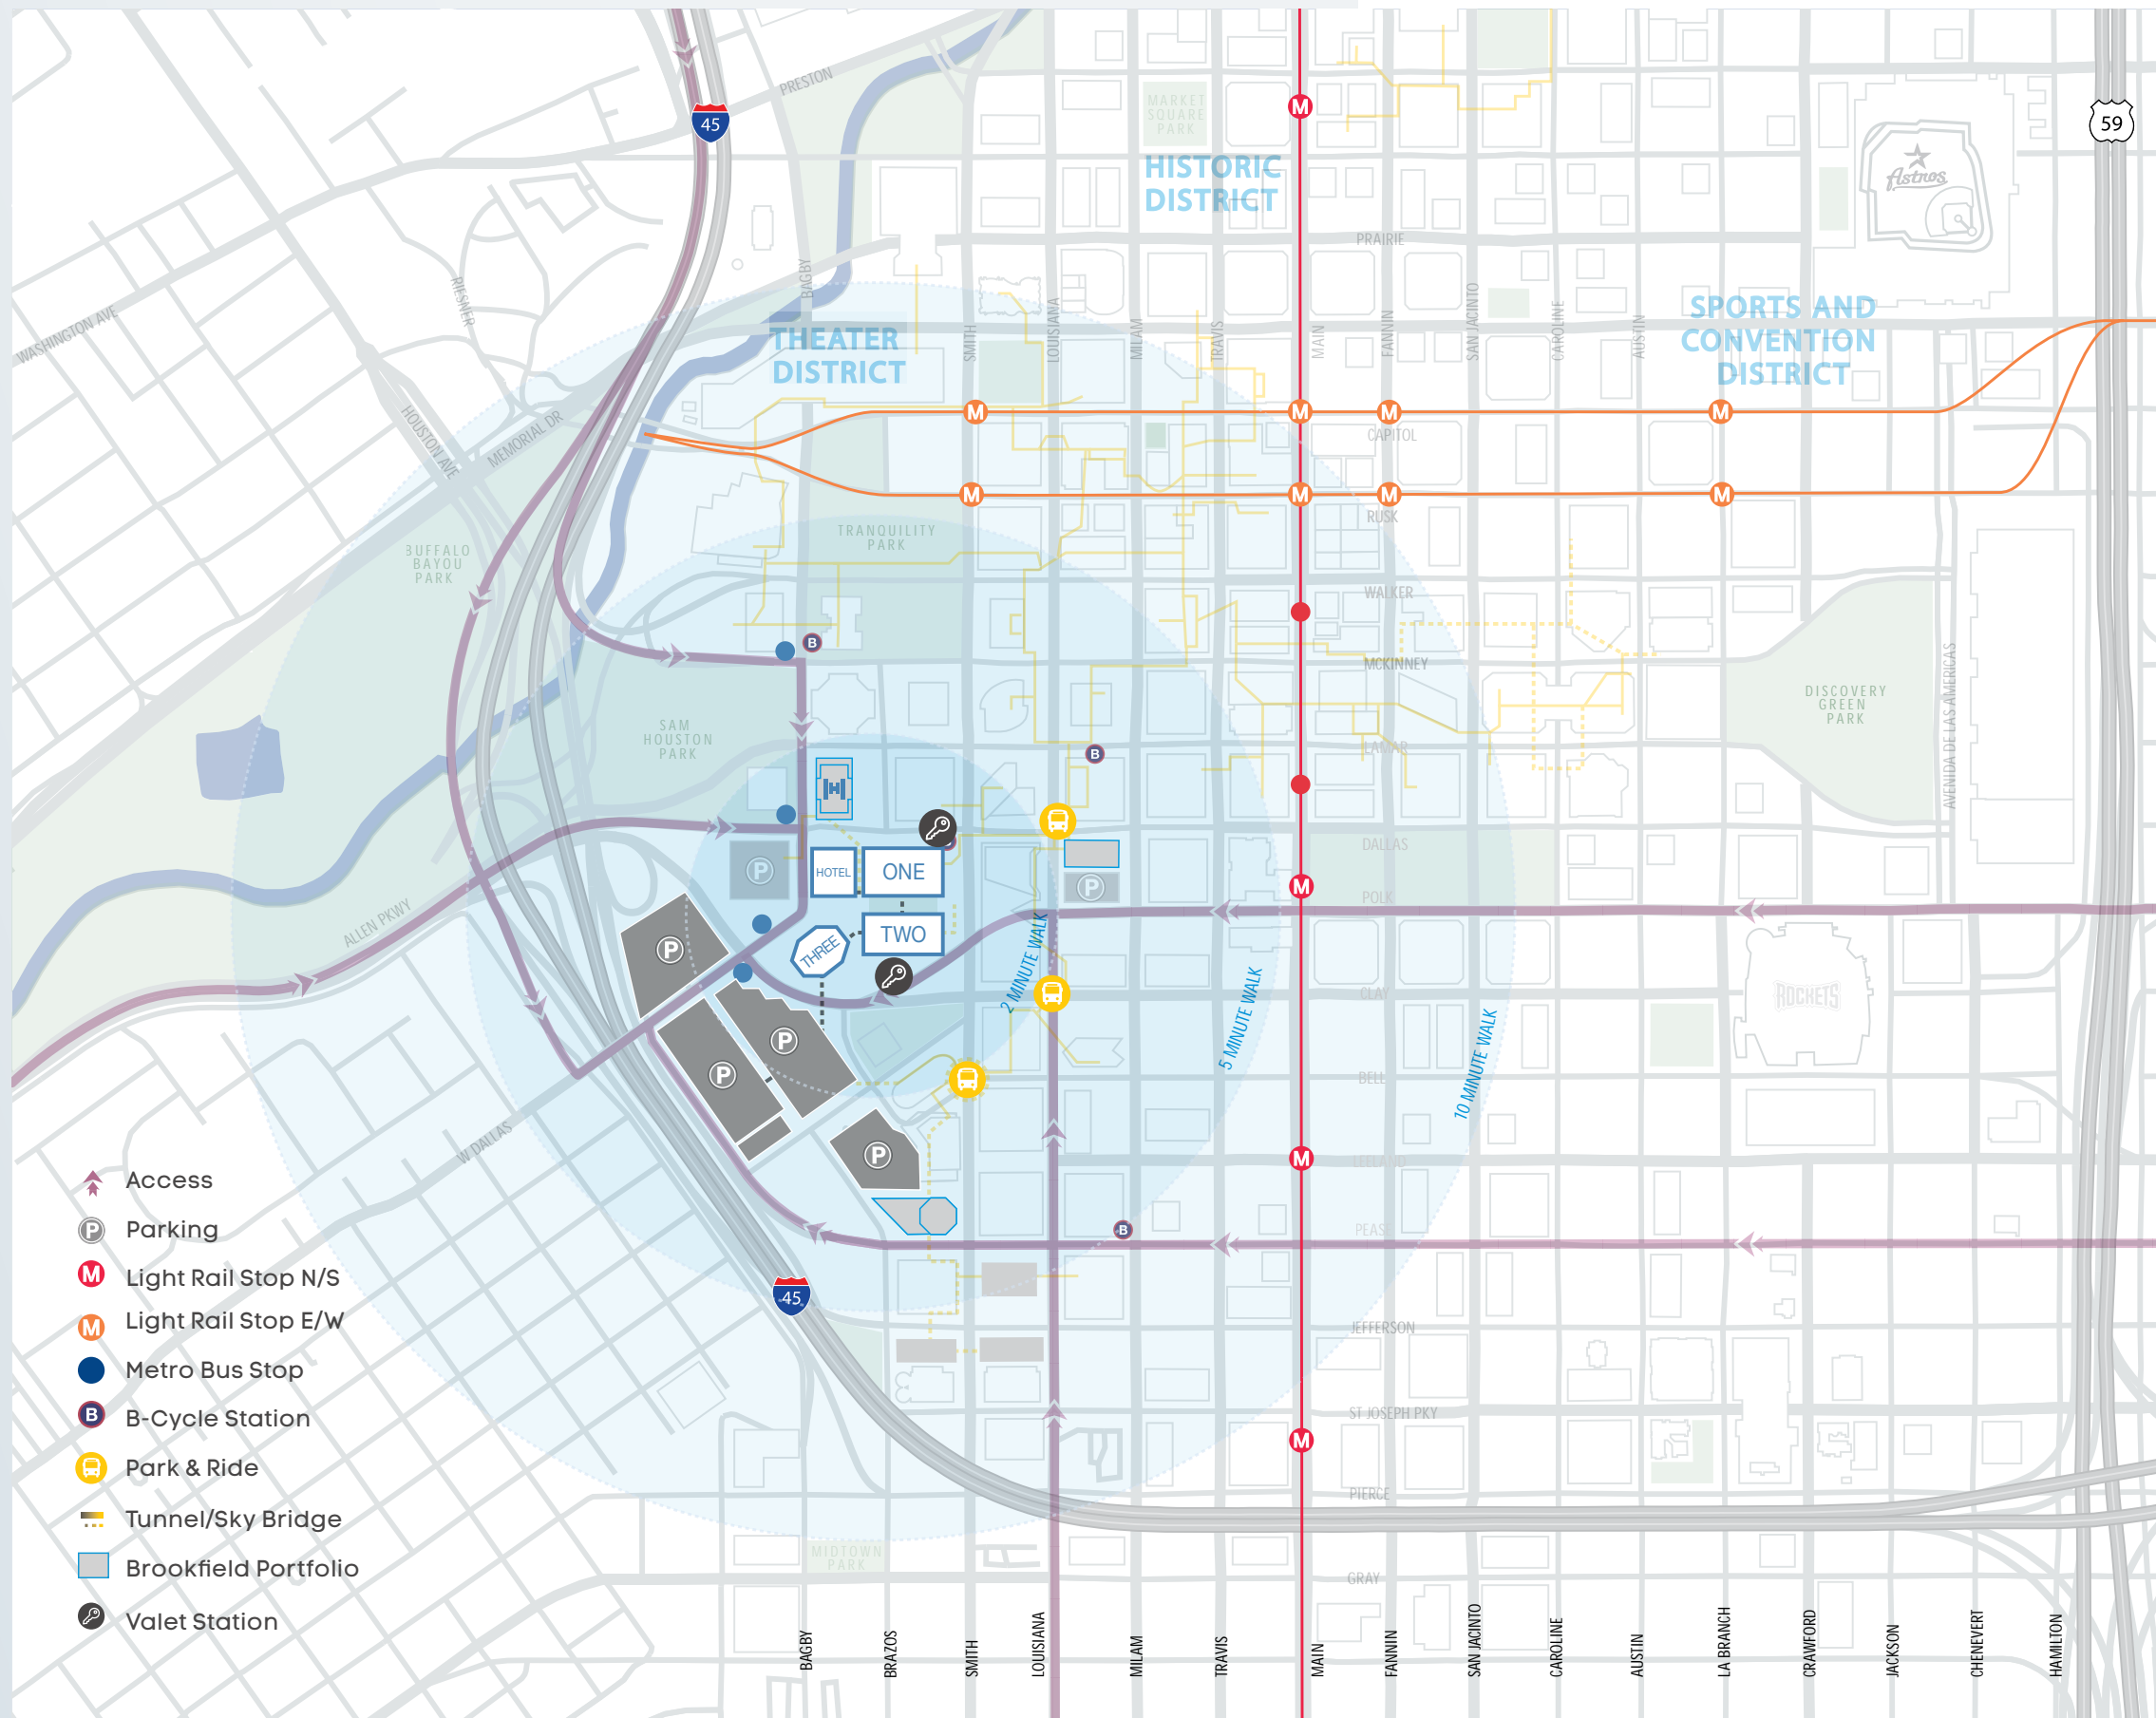 PRESTON
45
59
MARKET
SQUARE
PARK
HISTORIC
DISTRICT
Astros
PRAIRIE
BAGBY
RIESNER
WASHINGTON AVE
SPORTS AND
CONVENTION
DISTRICT
THEATER
DISTRICT
SMITH
LOUISIANA
MILAM
TRAVIS
MAIN
FANNIN
SAN JACINTO
CAROLINE
AUSTIN
M
M
M
M
M
CAPITOL
HOUSTON AVE
MEMORIAL DR
M
M
M
M
RUSK
TRANQUILITY
PARK
BUFFALO
BAYOU
PARK
WALKER
B
MCKINNEY
AVENIDA DE LAS AMERICAS
DISCOVERY
GREEN
PARK
SAM
HOUSTON
PARK
LAMAR
B
H
DALLAS
P
HOTEL
ONE
P
M
POLK
ALLEN PKWY
TWO
THREE
P
2 MINUTE WALK
5 MINUTE WALK
10 MINUTE WALK
CLAY
ROCKETS
P
P
BELL
W DALLAS
P
M
LEELAND
B
PEASE
45
JEFFERSON
ST JOSEPH PKY
M
PIERCE
MIDTOWN
PARK
GRAY
Access
P Parking
M Light Rail Stop N/S
M Light Rail Stop E/W
Metro Bus Stop
B B-Cycle Station
Park & Ride
Tunnel/Sky Bridge
Brookfield Portfolio
Valet Station
BAGBY
BRAZOS
SMITH
LOUISIANA
MILAM
TRAVIS
MAIN
FANNIN
SAN JACINTO
CAROLINE
AUSTIN
LA BRANCH
CRAWFORD
JACKSON
CHENEVERT
HAMILTON